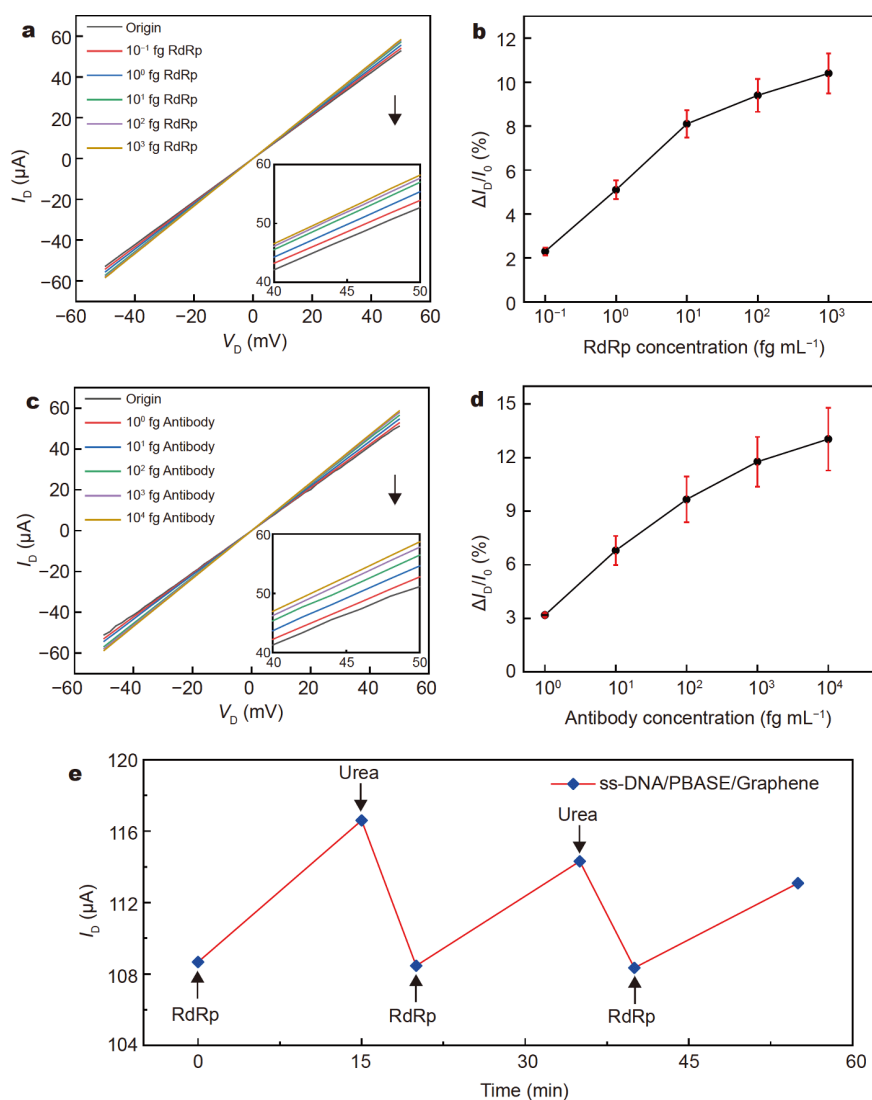 a
Origin
10⁻¹ fg RdRp
10⁰ fg RdRp
10¹ fg RdRp
10² fg RdRp
10³ fg RdRp
60
40
20
0
−20
−40
−60
I_D (μA)
60
50
40
40 45 50
−60 −40 −20 0 20 40 60
V_D (mV)
b
12
10
8
6
4
2
0
ΔI_D/I_0 (%)
10⁻¹ 10⁰ 10¹ 10² 10³
RdRp concentration (fg mL⁻¹)
c
Origin
10⁰ fg Antibody
10¹ fg Antibody
10² fg Antibody
10³ fg Antibody
10⁴ fg Antibody
60
40
20
0
−20
−40
−60
I_D (μA)
60
50
40
40 45 50
−60 −40 −20 0 20 40 60
V_D (mV)
d
15
12
9
6
3
0
ΔI_D/I_0 (%)
10⁰ 10¹ 10² 10³ 10⁴
Antibody concentration (fg mL⁻¹)
e
120
116
112
108
104
I_D (μA)
Urea
Urea
ss-DNA/PBASE/Graphene
RdRp
RdRp
RdRp
0 15 30 45 60
Time (min)